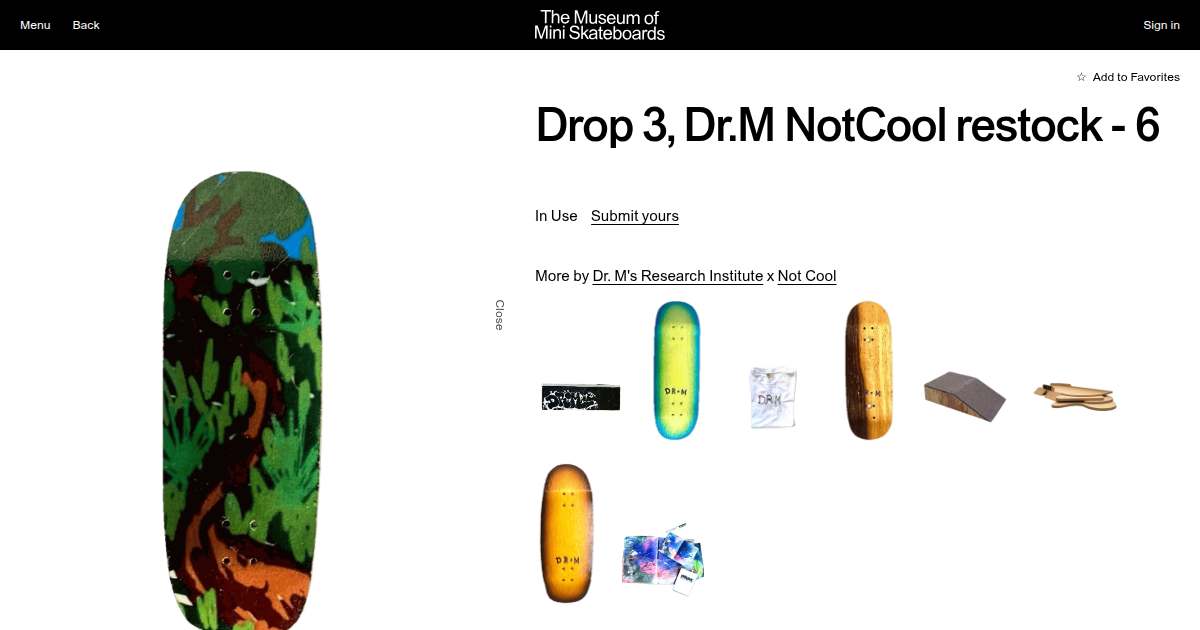 Menu Back
The Museum of
Mini Skateboards
Sign in
☆ Add to Favorites
Drop 3, Dr.M NotCool restock - 6
In Use Submit yours
Close
More by Dr. M's Research Institute x Not Cool
DR•M
DRM
DR•M
DR•M